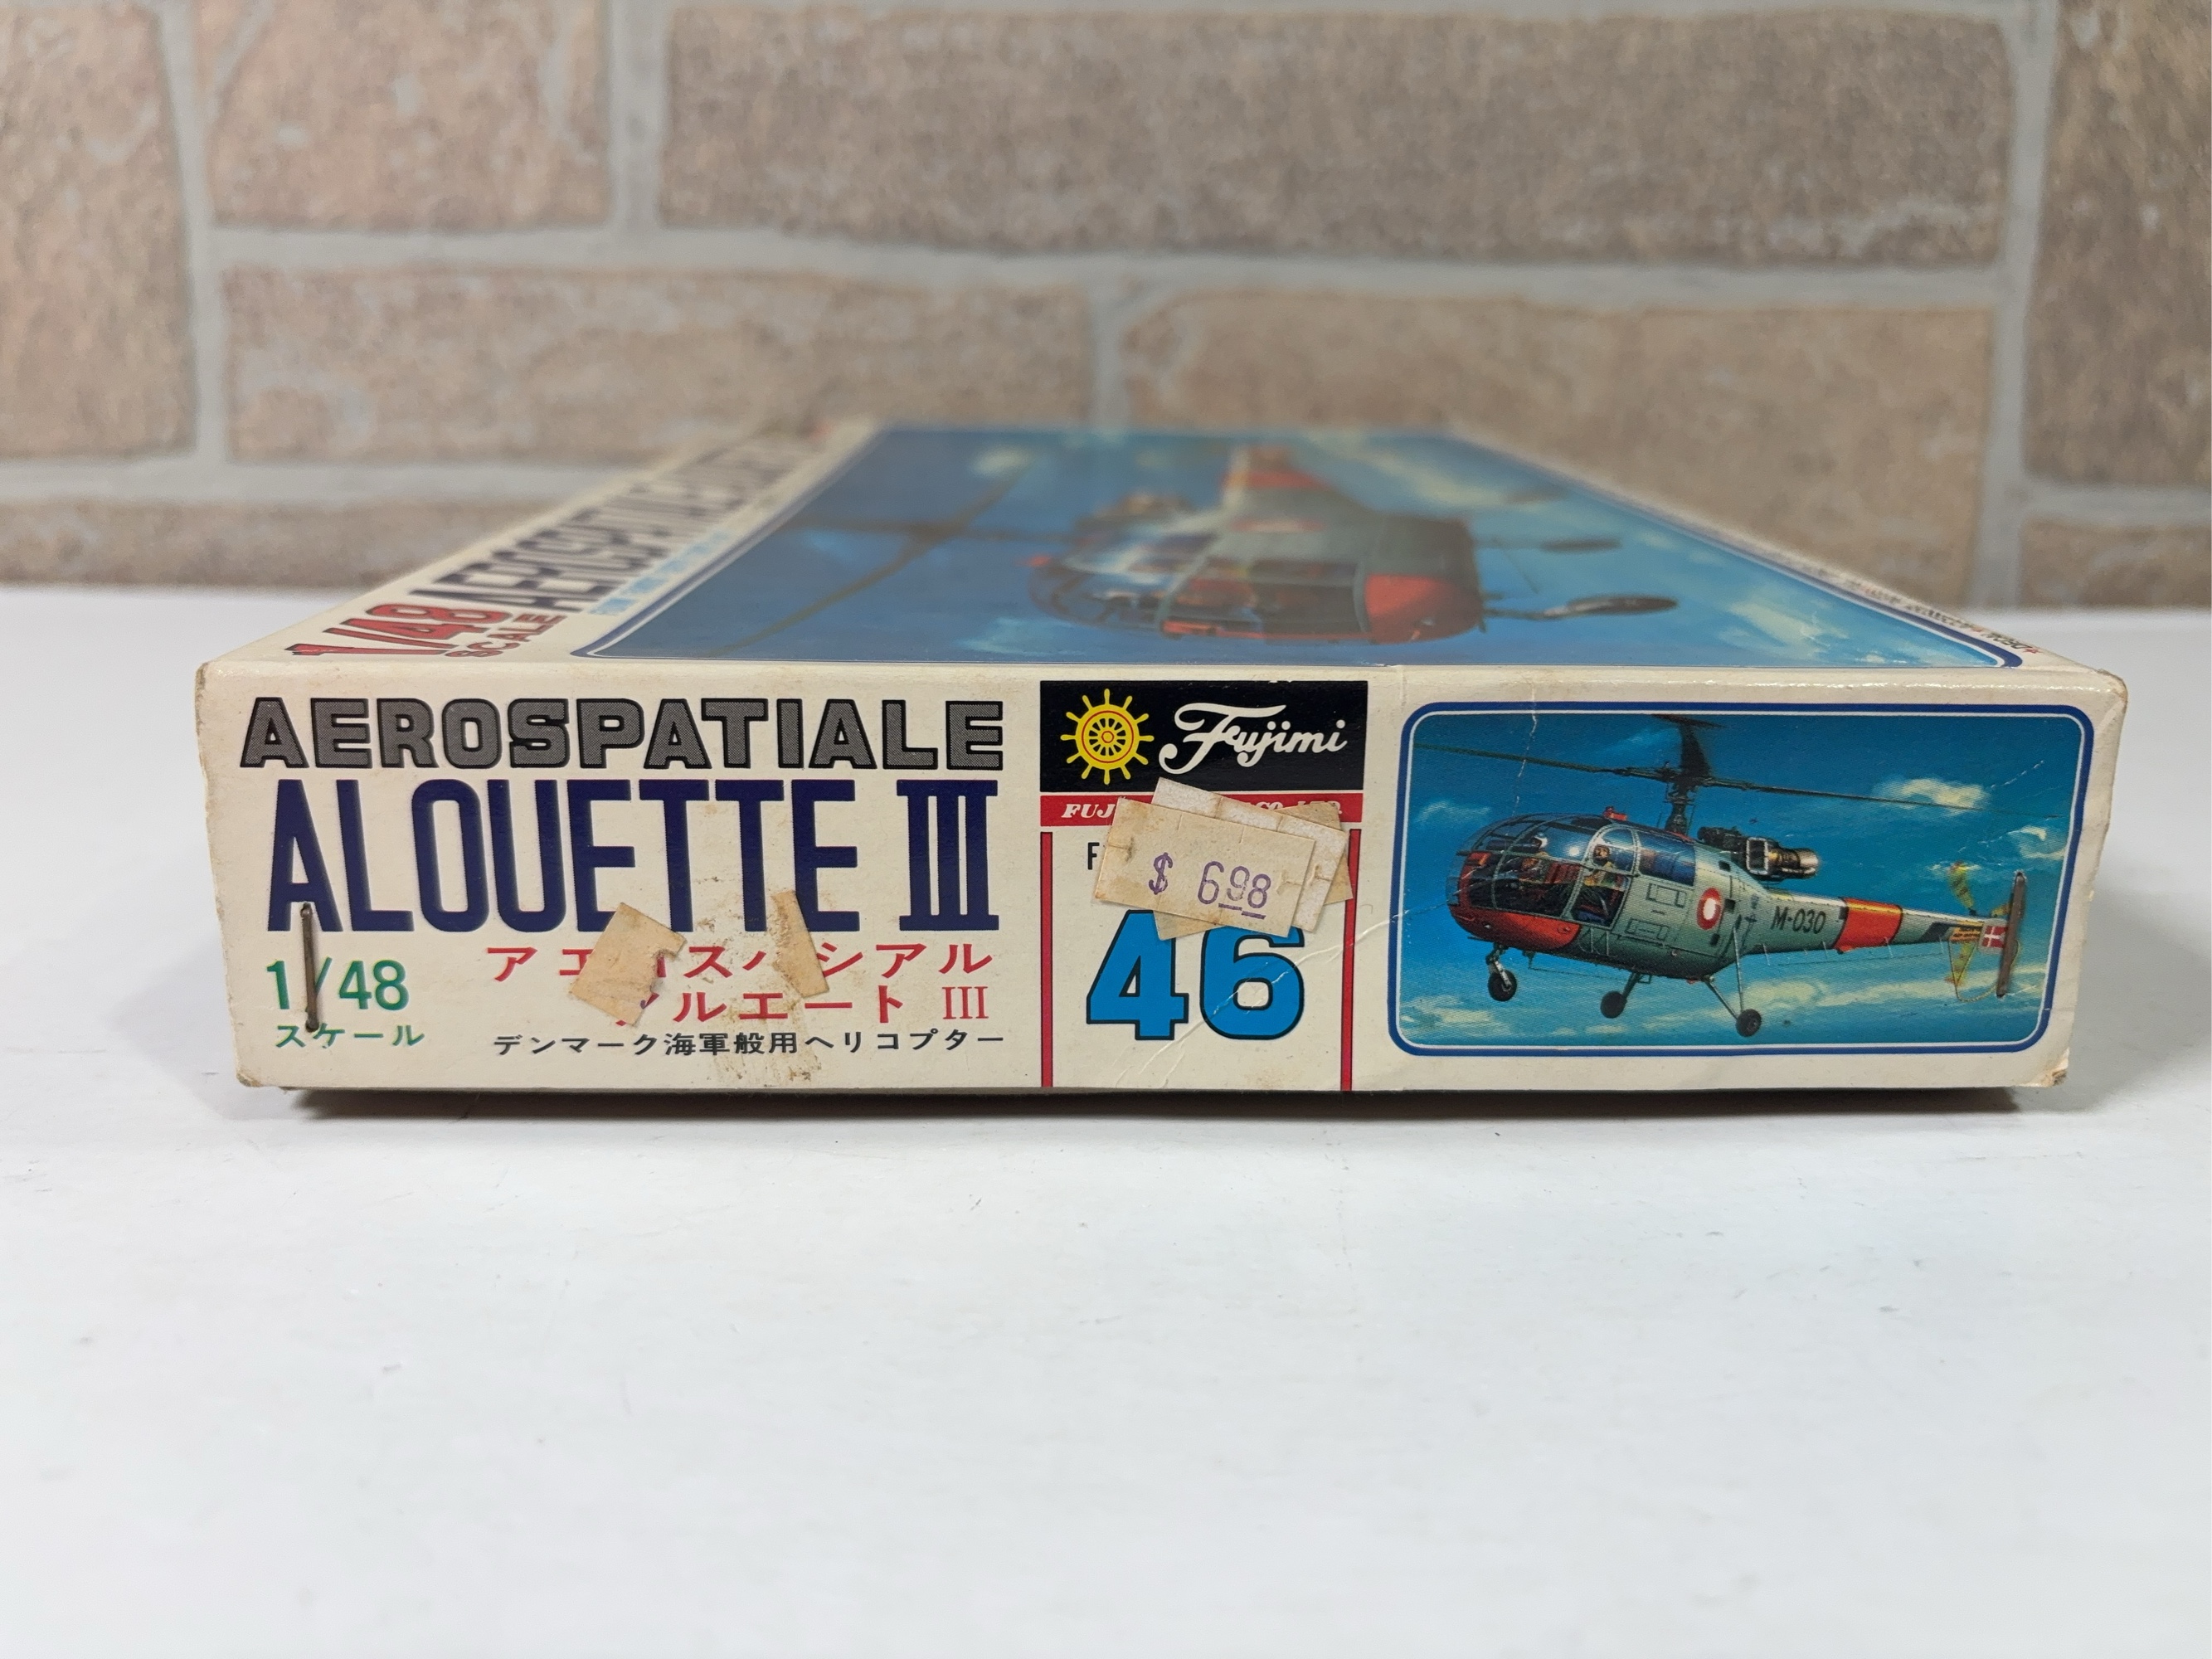 1/48
SCALE
AEROSPATIALE
ALOUETTE III
1/48
スケール
アルエート III
デンマーク海軍般用ヘリコプター
Fujimi
$ 6.98
46
M-030